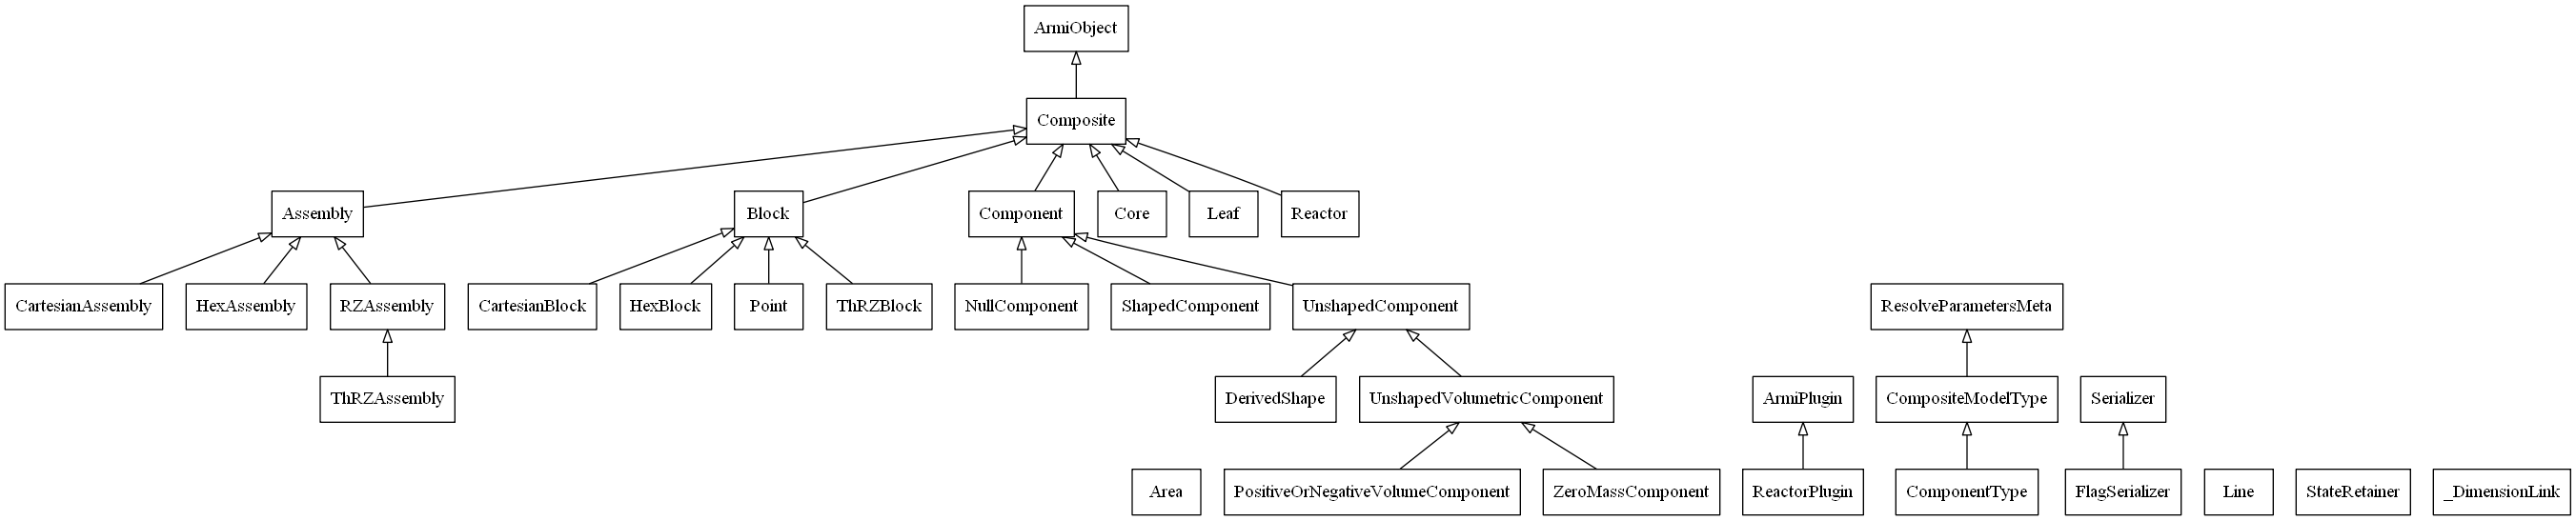 ArmiObject
Composite
Assembly
Block
Component
Core
Leaf
Reactor
CartesianAssembly
HexAssembly
RZAssembly
CartesianBlock
HexBlock
Point
ThRZBlock
NullComponent
ShapedComponent
UnshapedComponent
ResolveParametersMeta
ThRZAssembly
DerivedShape
UnshapedVolumetricComponent
ArmiPlugin
CompositeModelType
Serializer
Area
PositiveOrNegativeVolumeComponent
ZeroMassComponent
ReactorPlugin
ComponentType
FlagSerializer
Line
StateRetainer
_DimensionLink